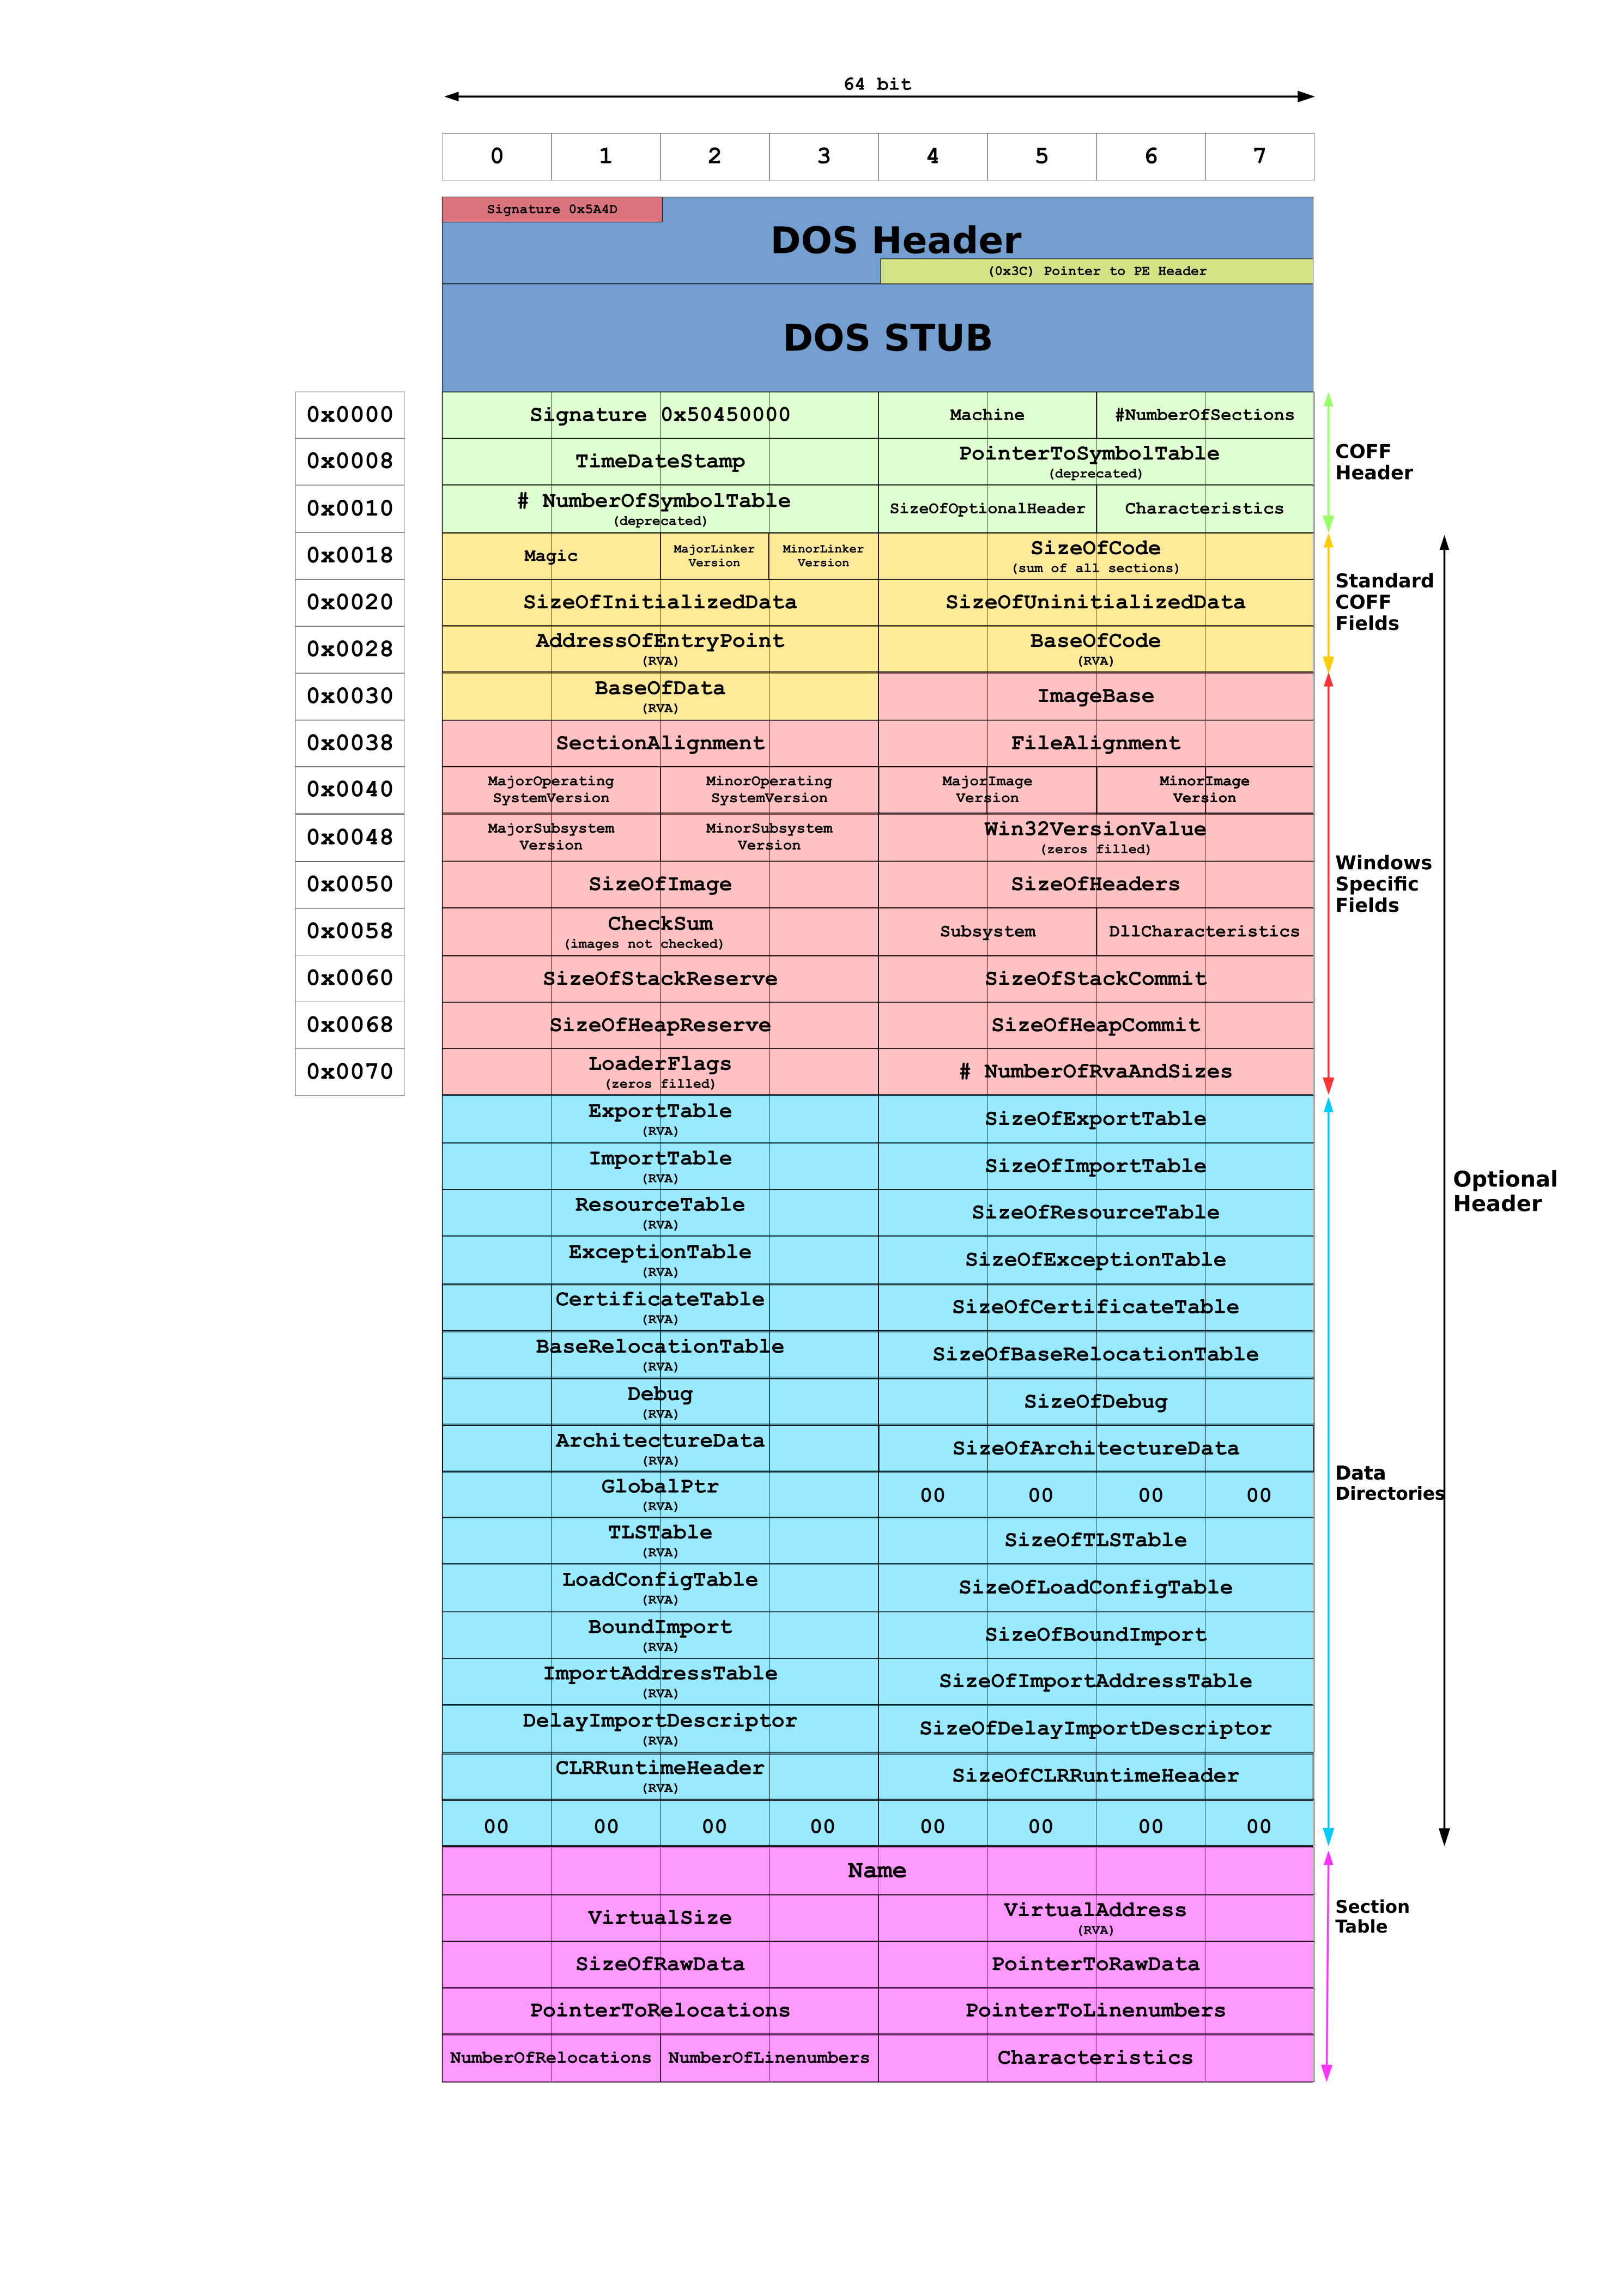 64 bit
0 1 2 3 4 5 6 7
Signature 0x5A4D
DOS Header
(0x3C) Pointer to PE Header
DOS STUB
0x0000 Signature 0x50450000 Machine #NumberOfSections
0x0008 TimeDateStamp PointerToSymbolTable
(deprecated)
COFF
Header
0x0010 # NumberOfSymbolTable
(deprecated)
SizeOfOptionalHeader Characteristics
0x0018 Magic
MajorLinker
Version
MinorLinker
Version
SizeOfCode
(sum of all sections)
0x0020 SizeOfInitializedData SizeOfUninitializedData
Standard
COFF
Fields
0x0028 AddressOfEntryPoint
(RVA)
BaseOfCode
(RVA)
0x0030 BaseOfData
(RVA)
ImageBase
0x0038 SectionAlignment FileAlignment
0x0040 MajorOperating
SystemVersion
MinorOperating
SystemVersion
MajorImage
Version
MinorImage
Version
0x0048 MajorSubsystem
Version
MinorSubsystem
Version
Win32VersionValue
(zeros filled)
0x0050 SizeOfImage SizeOfHeaders
Windows
Specific
Fields
0x0058 CheckSum
(images not checked)
Subsystem DllCharacteristics
0x0060 SizeOfStackReserve SizeOfStackCommit
0x0068 SizeOfHeapReserve SizeOfHeapCommit
0x0070 LoaderFlags
(zeros filled)
# NumberOfRvaAndSizes
ExportTable
(RVA)
SizeOfExportTable
ImportTable
(RVA)
SizeOfImportTable
Optional
Header
ResourceTable
(RVA)
SizeOfResourceTable
ExceptionTable
(RVA)
SizeOfExceptionTable
CertificateTable
(RVA)
SizeOfCertificateTable
BaseRelocationTable
(RVA)
SizeOfBaseRelocationTable
Debug
(RVA)
SizeOfDebug
ArchitectureData
(RVA)
SizeOfArchitectureData
Data
Directories
GlobalPtr
(RVA)
00 00 00 00
TLSTable
(RVA)
SizeOfTLSTable
LoadConfigTable
(RVA)
SizeOfLoadConfigTable
BoundImport
(RVA)
SizeOfBoundImport
ImportAddressTable
(RVA)
SizeOfImportAddressTable
DelayImportDescriptor
(RVA)
SizeOfDelayImportDescriptor
CLRRuntimeHeader
(RVA)
SizeOfCLRRuntimeHeader
00 00 00 00 00 00 00 00
Name
VirtualSize VirtualAddress
(RVA)
Section
Table
SizeOfRawData PointerToRawData
PointerToRelocations PointerToLinenumbers
NumberOfRelocations NumberOfLinenumbers Characteristics